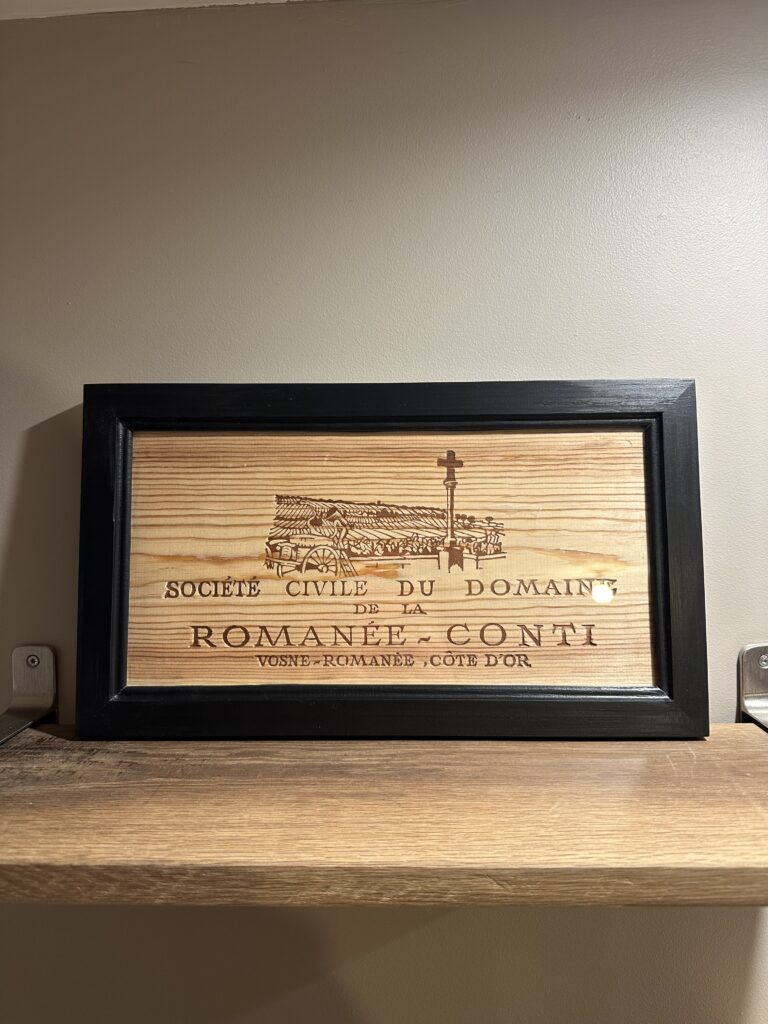 SOCIÉTÉ CIVILE DU DOMAINE
DE LA
ROMANÉE-CONTI
VOSNE-ROMANÉE, CÔTE D'OR